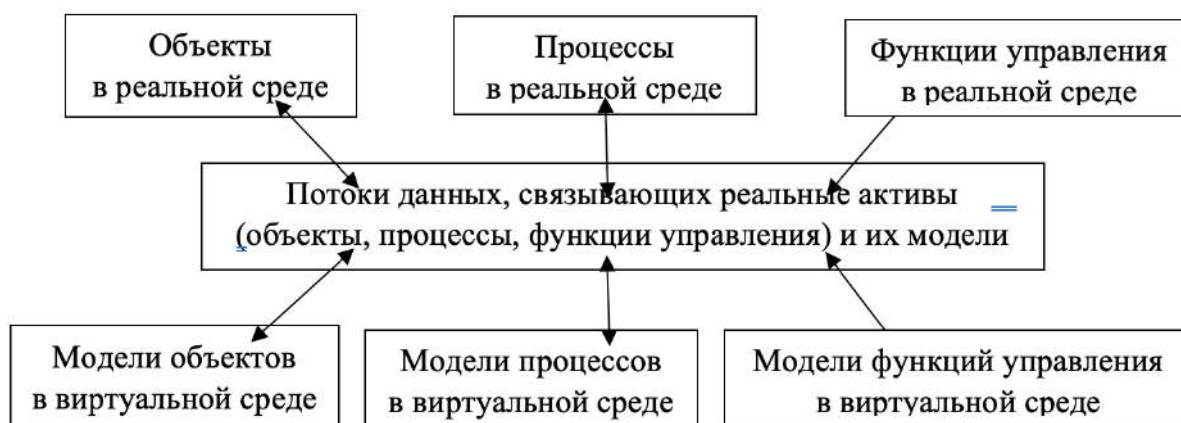 Объекты
в реальной среде
Процессы
в реальной среде
Функции управления
в реальной среде
Потоки данных, связывающих реальные активы
(объекты, процессы, функции управления) и их модели
Модели объектов
в виртуальной среде
Модели процессов
в виртуальной среде
Модели функций управления
в виртуальной среде